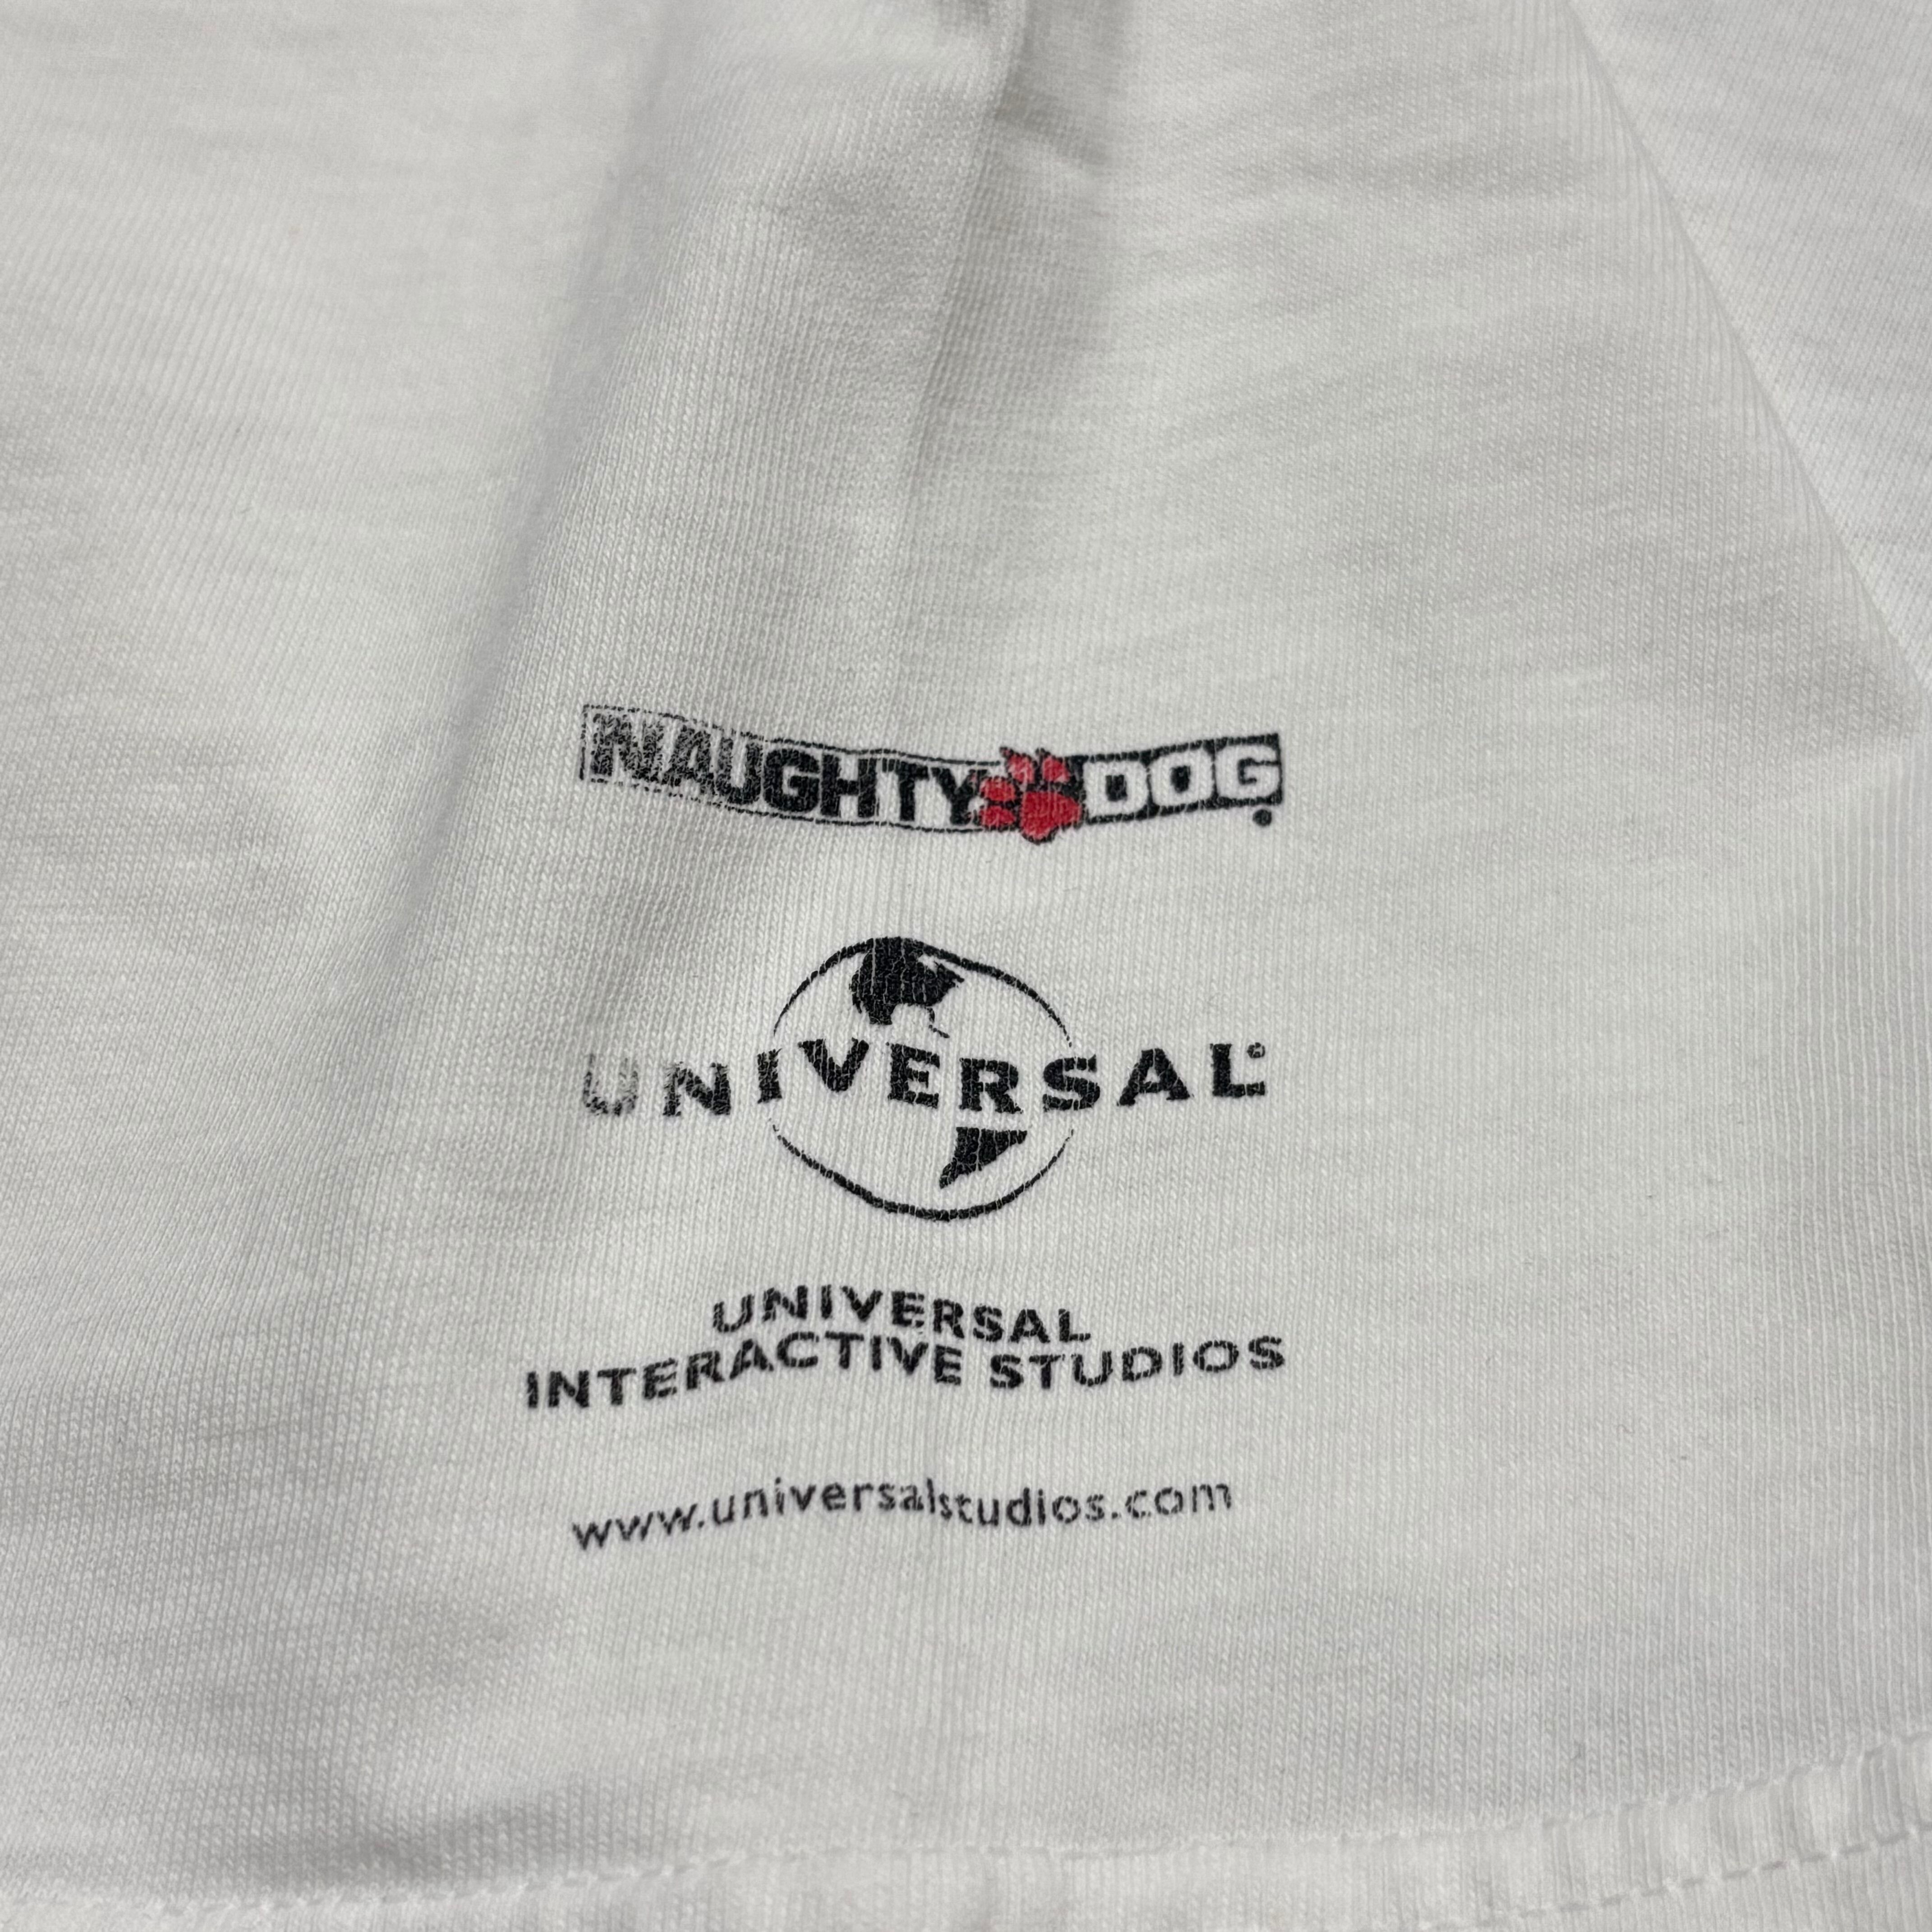 NAUGHTY DOG
UNIVERSAL
UNIVERSAL
INTERACTIVE STUDIOS
www.universalstudios.com